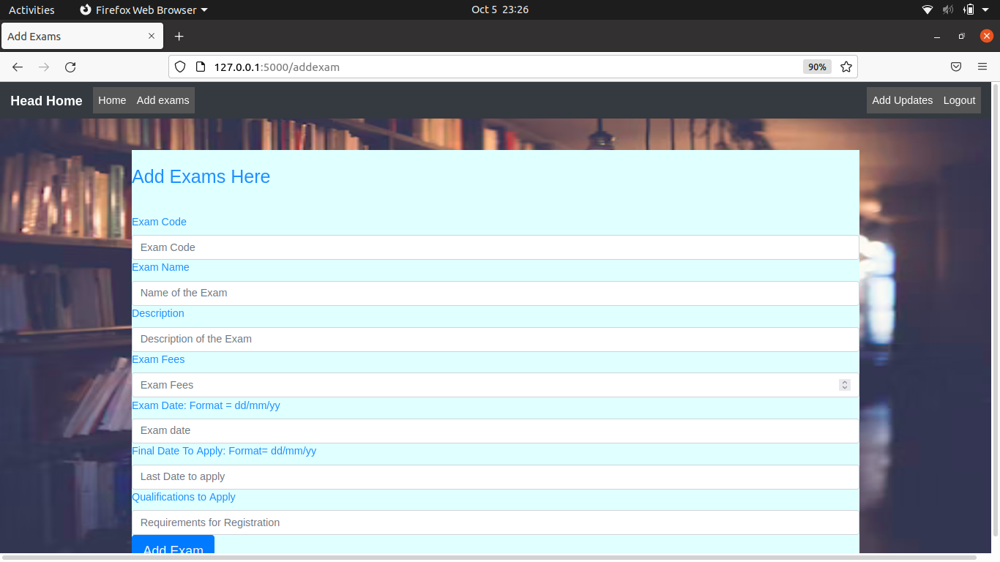 Activities Firefox Web Browser Oct 5 23:26
Add Exams
127.0.0.1:5000/addexam 90%
Head Home Home Add exams Add Updates Logout
Add Exams Here
Exam Code
Exam Code
Exam Name
Name of the Exam
Description
Description of the Exam
Exam Fees
Exam Fees
Exam Date: Format = dd/mm/yy
Exam date
Final Date To Apply: Format= dd/mm/yy
Last Date to apply
Qualifications to Apply
Requirements for Registration
Add Exam